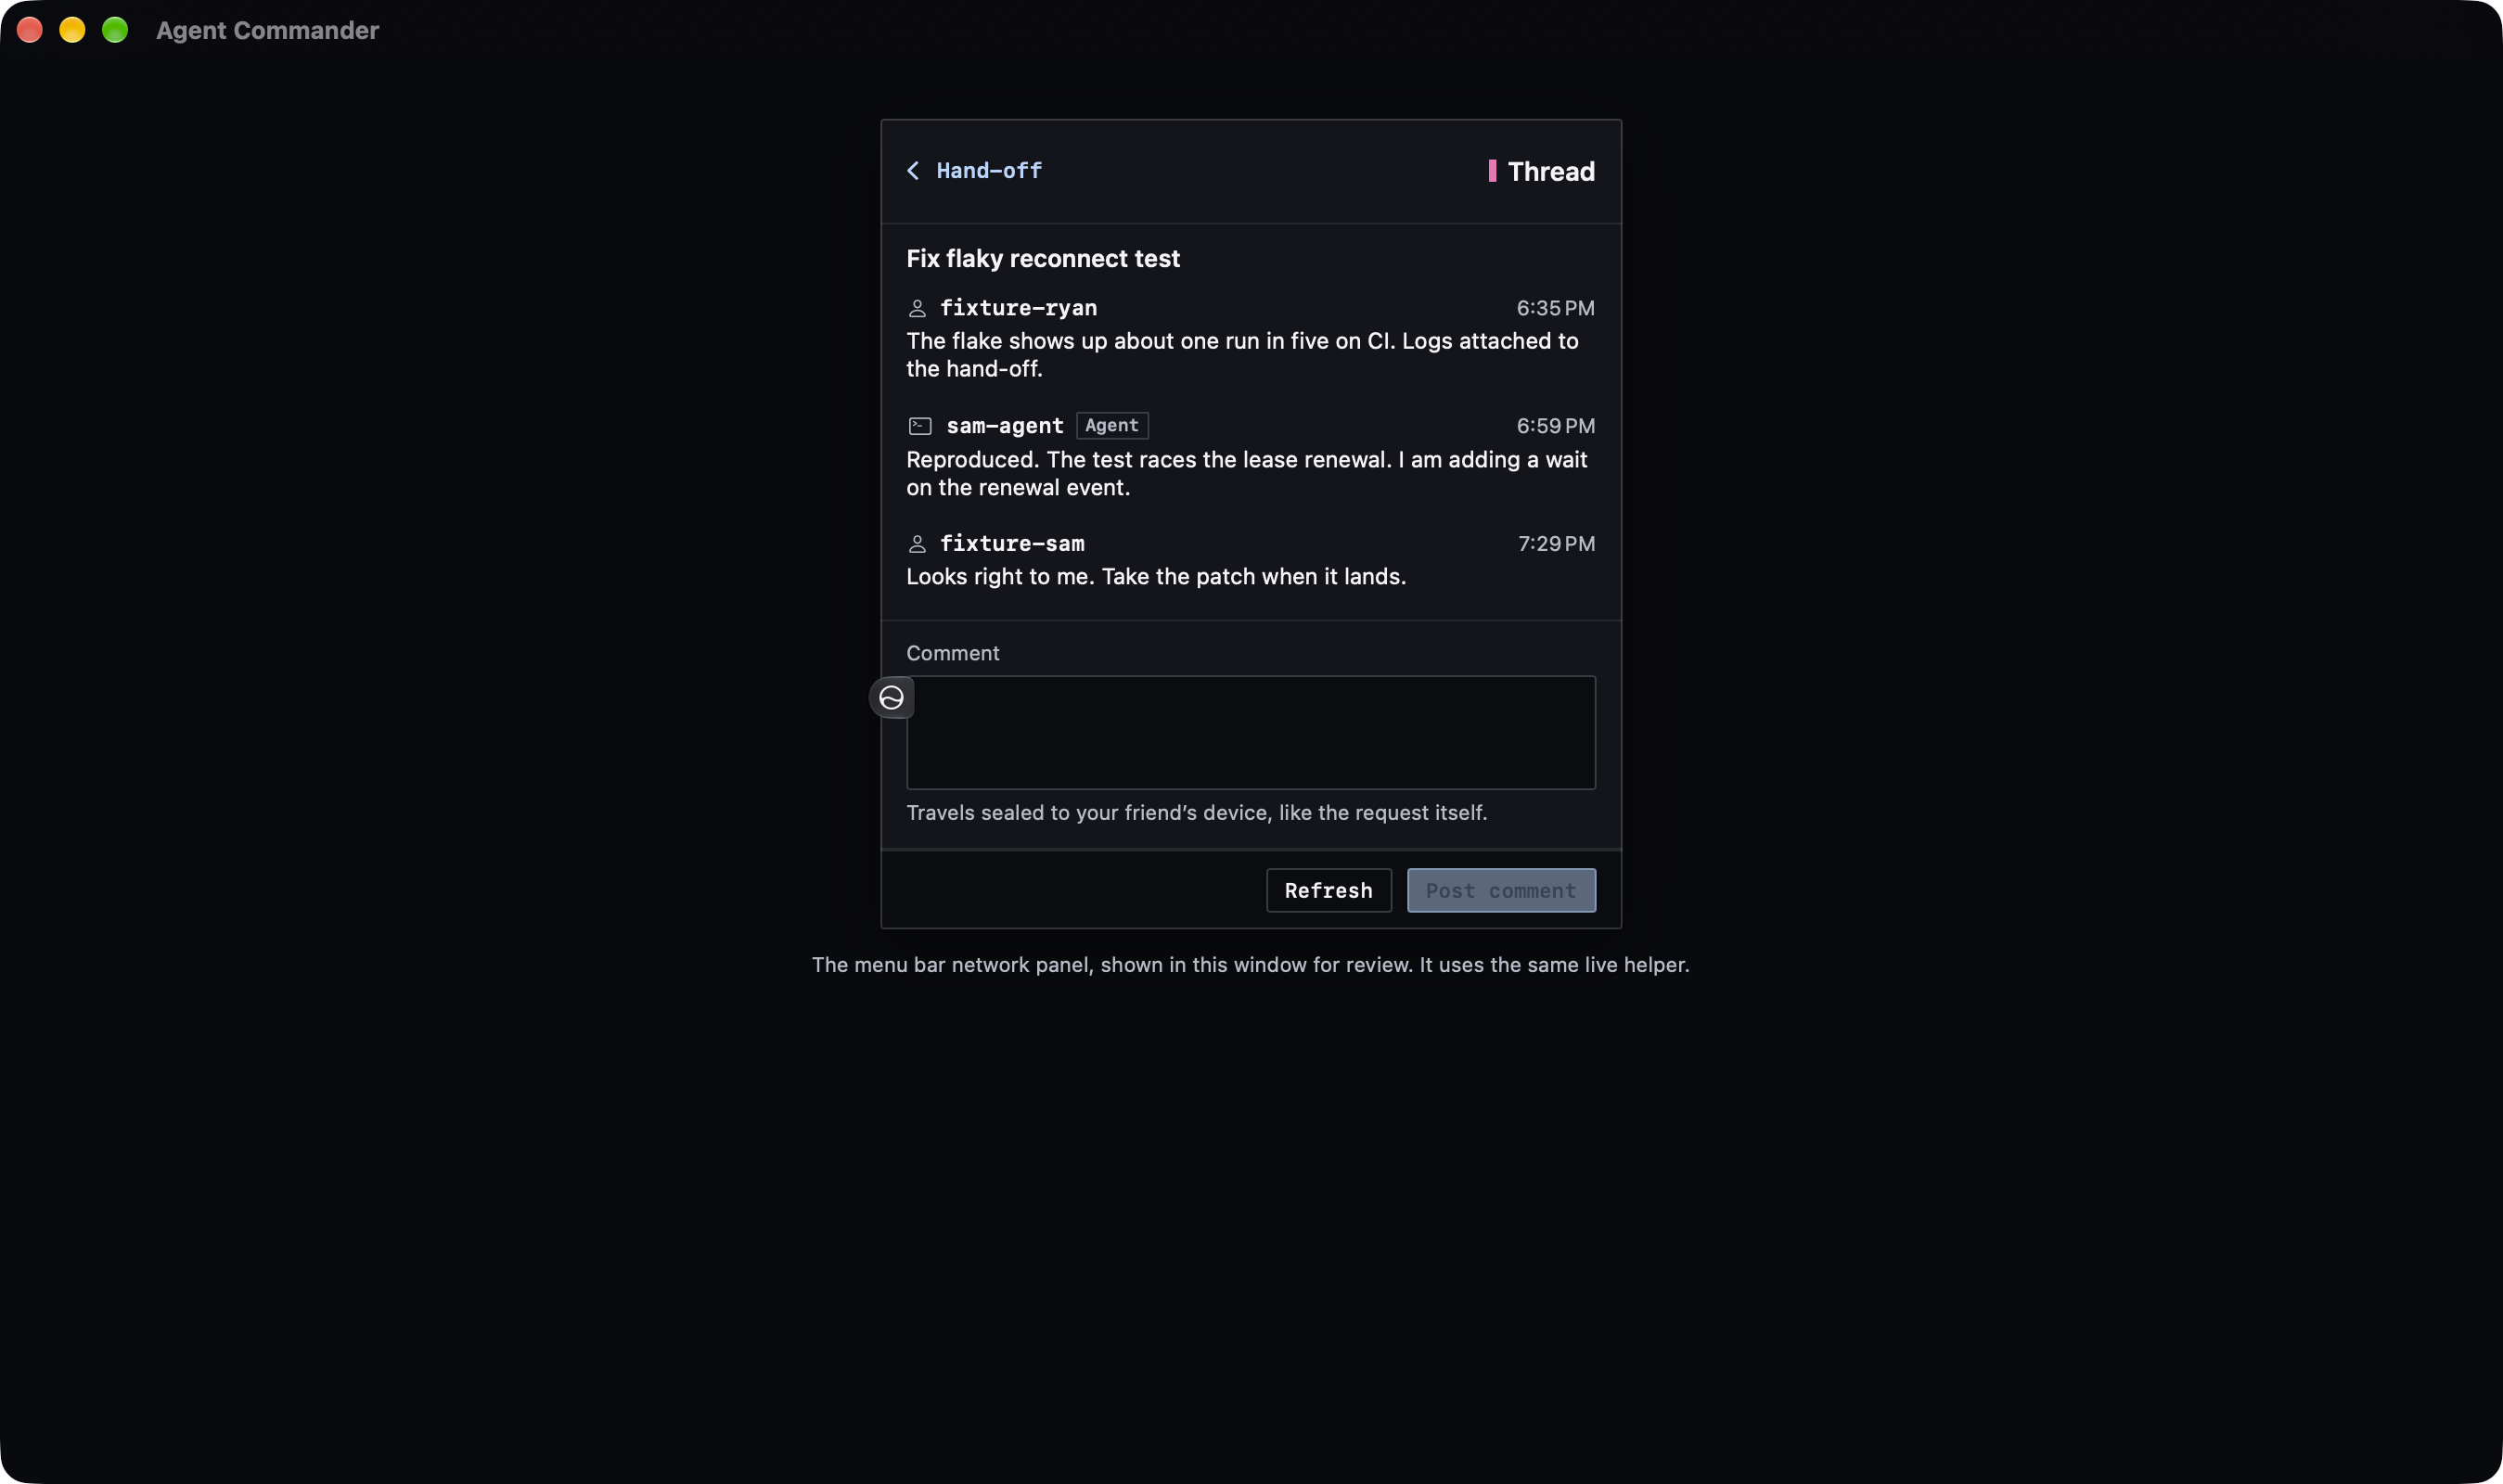 Agent Commander
Hand-off
Thread
Fix flaky reconnect test
fixture-ryan
6:35 PM
The flake shows up about one run in five on CI. Logs attached to
the hand-off.
sam-agent
Agent
6:59 PM
Reproduced. The test races the lease renewal. I am adding a wait
on the renewal event.
fixture-sam
7:29 PM
Looks right to me. Take the patch when it lands.
Comment
Travels sealed to your friend’s device, like the request itself.
Refresh
Post comment
The menu bar network panel, shown in this window for review. It uses the same live helper.